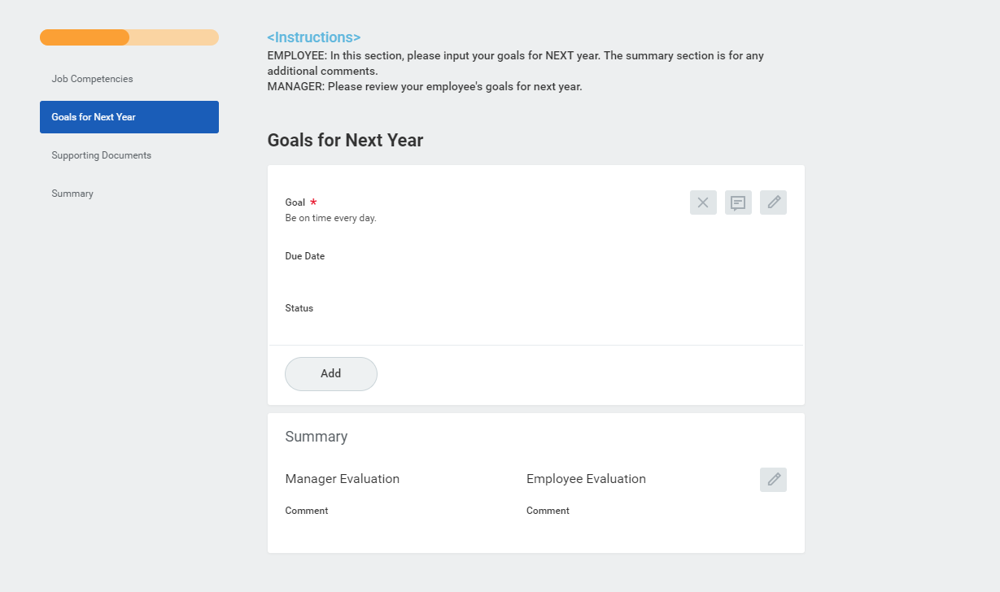 Job Competencies
Goals for Next Year
Supporting Documents
Summary
<Instructions>
EMPLOYEE: In this section, please input your goals for NEXT year. The summary section is for any
additional comments.
MANAGER: Please review your employee's goals for next year.
Goals for Next Year
Goal *
Be on time every day.
Due Date
Status
Add
Summary
Manager Evaluation
Employee Evaluation
Comment
Comment